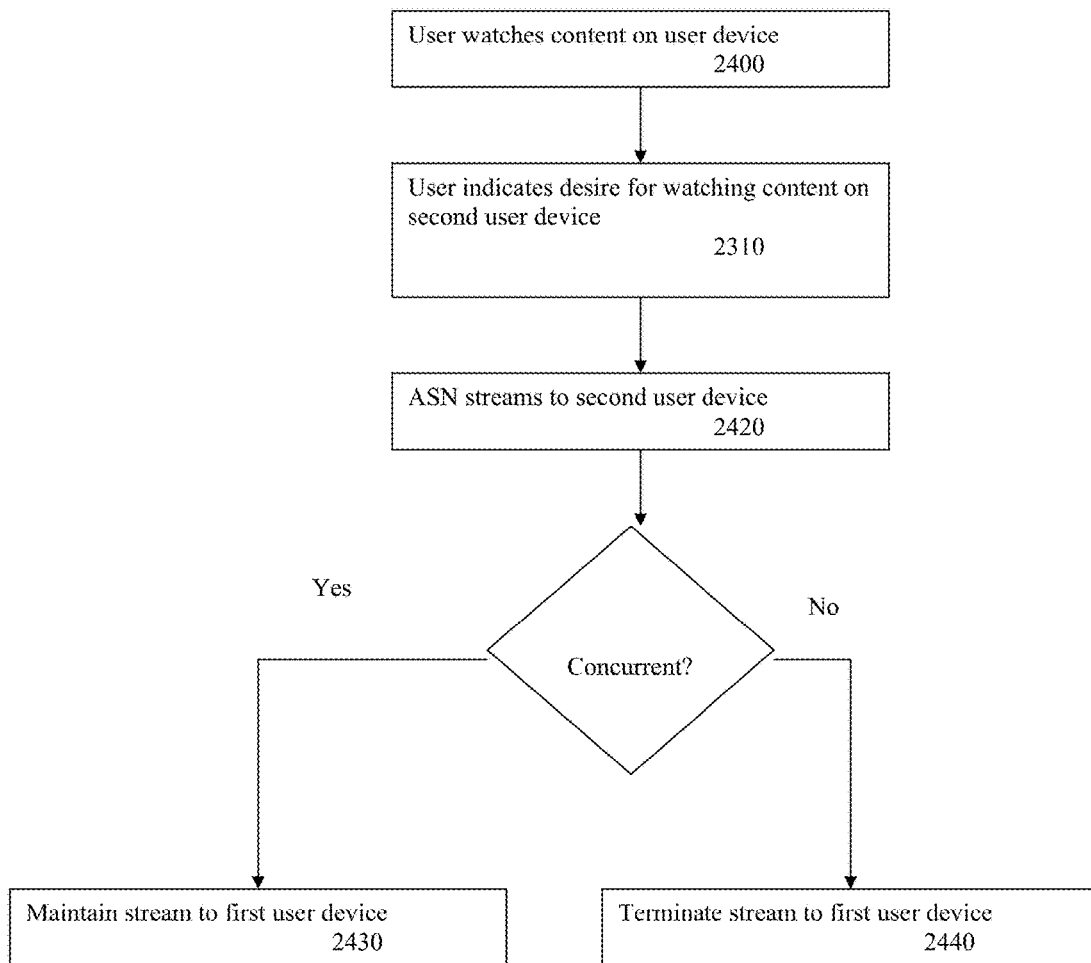 User watches content on user device
2400
User indicates desire for watching content on
second user device
2310
ASN streams to second user device
2420
Yes
No
Concurrent?
Maintain stream to first user device
2430
Terminate stream to first user device
2440